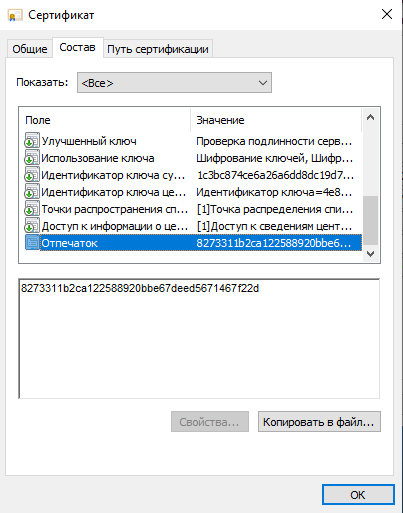 Сертификат
Общие Состав Путь сертификации
Показать: <Все>
Поле Значение
Улучшенный ключ Проверка подлинности серв...
Использование ключа Шифрование ключей, Шифр...
Идентификатор ключа су... 1c3bc874ce6a26a6dd8dc19d7...
Идентификатор ключа це... Идентификатор ключа=4e8...
Точки распространения сп... [1]Точка распределения спи...
Доступ к информации о це... [1]Доступ к сведениям цент...
Отпечаток 8273311b2ca122588920bbe6...
8273311b2ca122588920bbe67deed5671467f22d
Свойства... Копировать в файл...
ОК